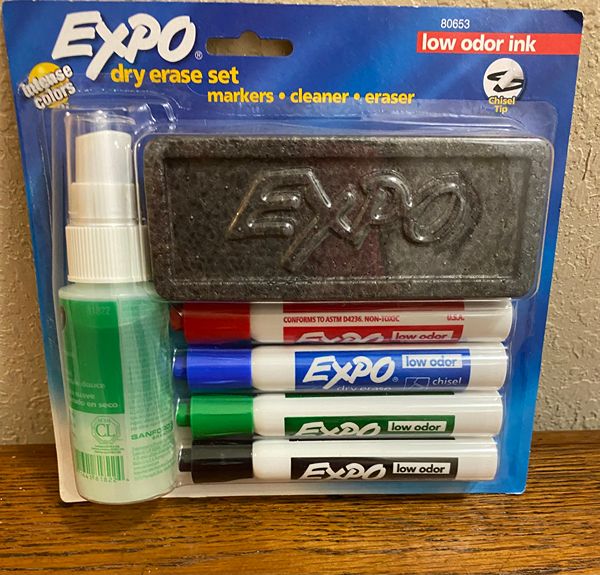 EXPO®
80653
low odor ink
dry erase set
markers • cleaner • eraser
Intense
Colors
Chisel
Tip
EXPO
81822
CONFORMS TO ASTM D4236. NON-TOXIC
U.S.A.
low odor
EXPO® low odor
dry erase chisel
EXPO low odor
EXPO low odor
en seco
CL
SANFORD